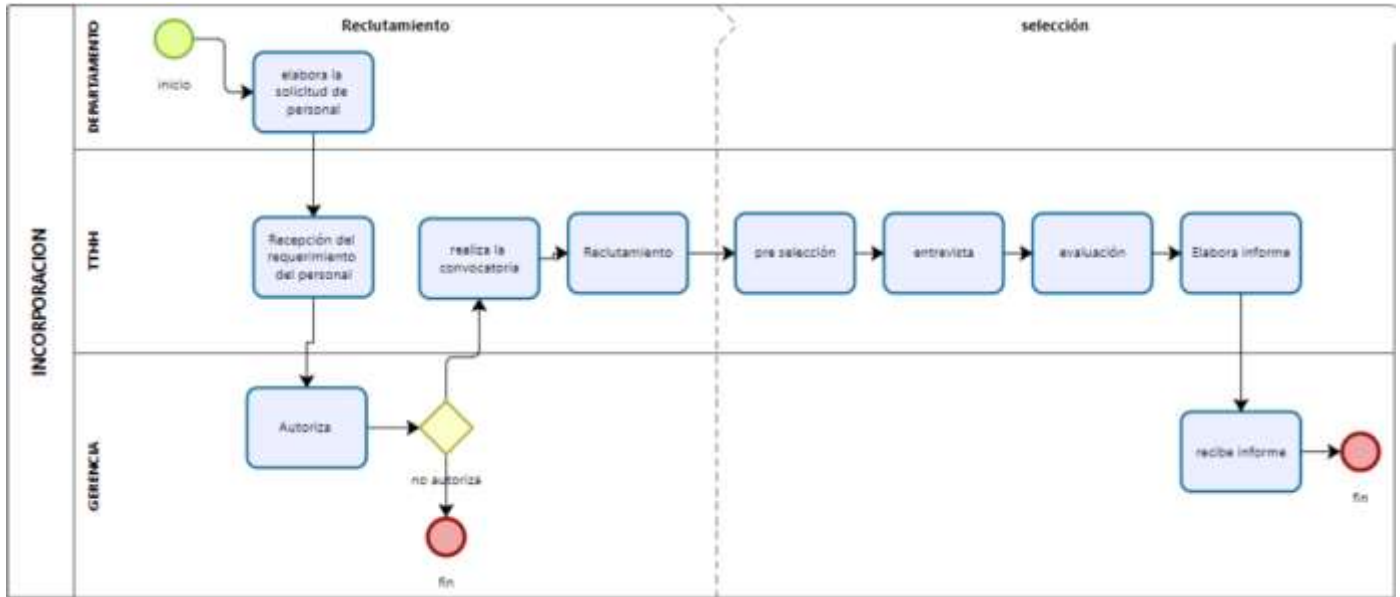 Reclutamiento
selección
INCORPORACION
DEPARTAMENTO
inicio
elabora la
solicitud de
personal
TTHH
Recepción del
requerimiento
del personal
realiza la
convocatoria
Reclutamiento
pre selección
entrevista
evaluación
Elabora informe
GERENCIA
Autoriza
no autoriza
fin
recibe informe
fin